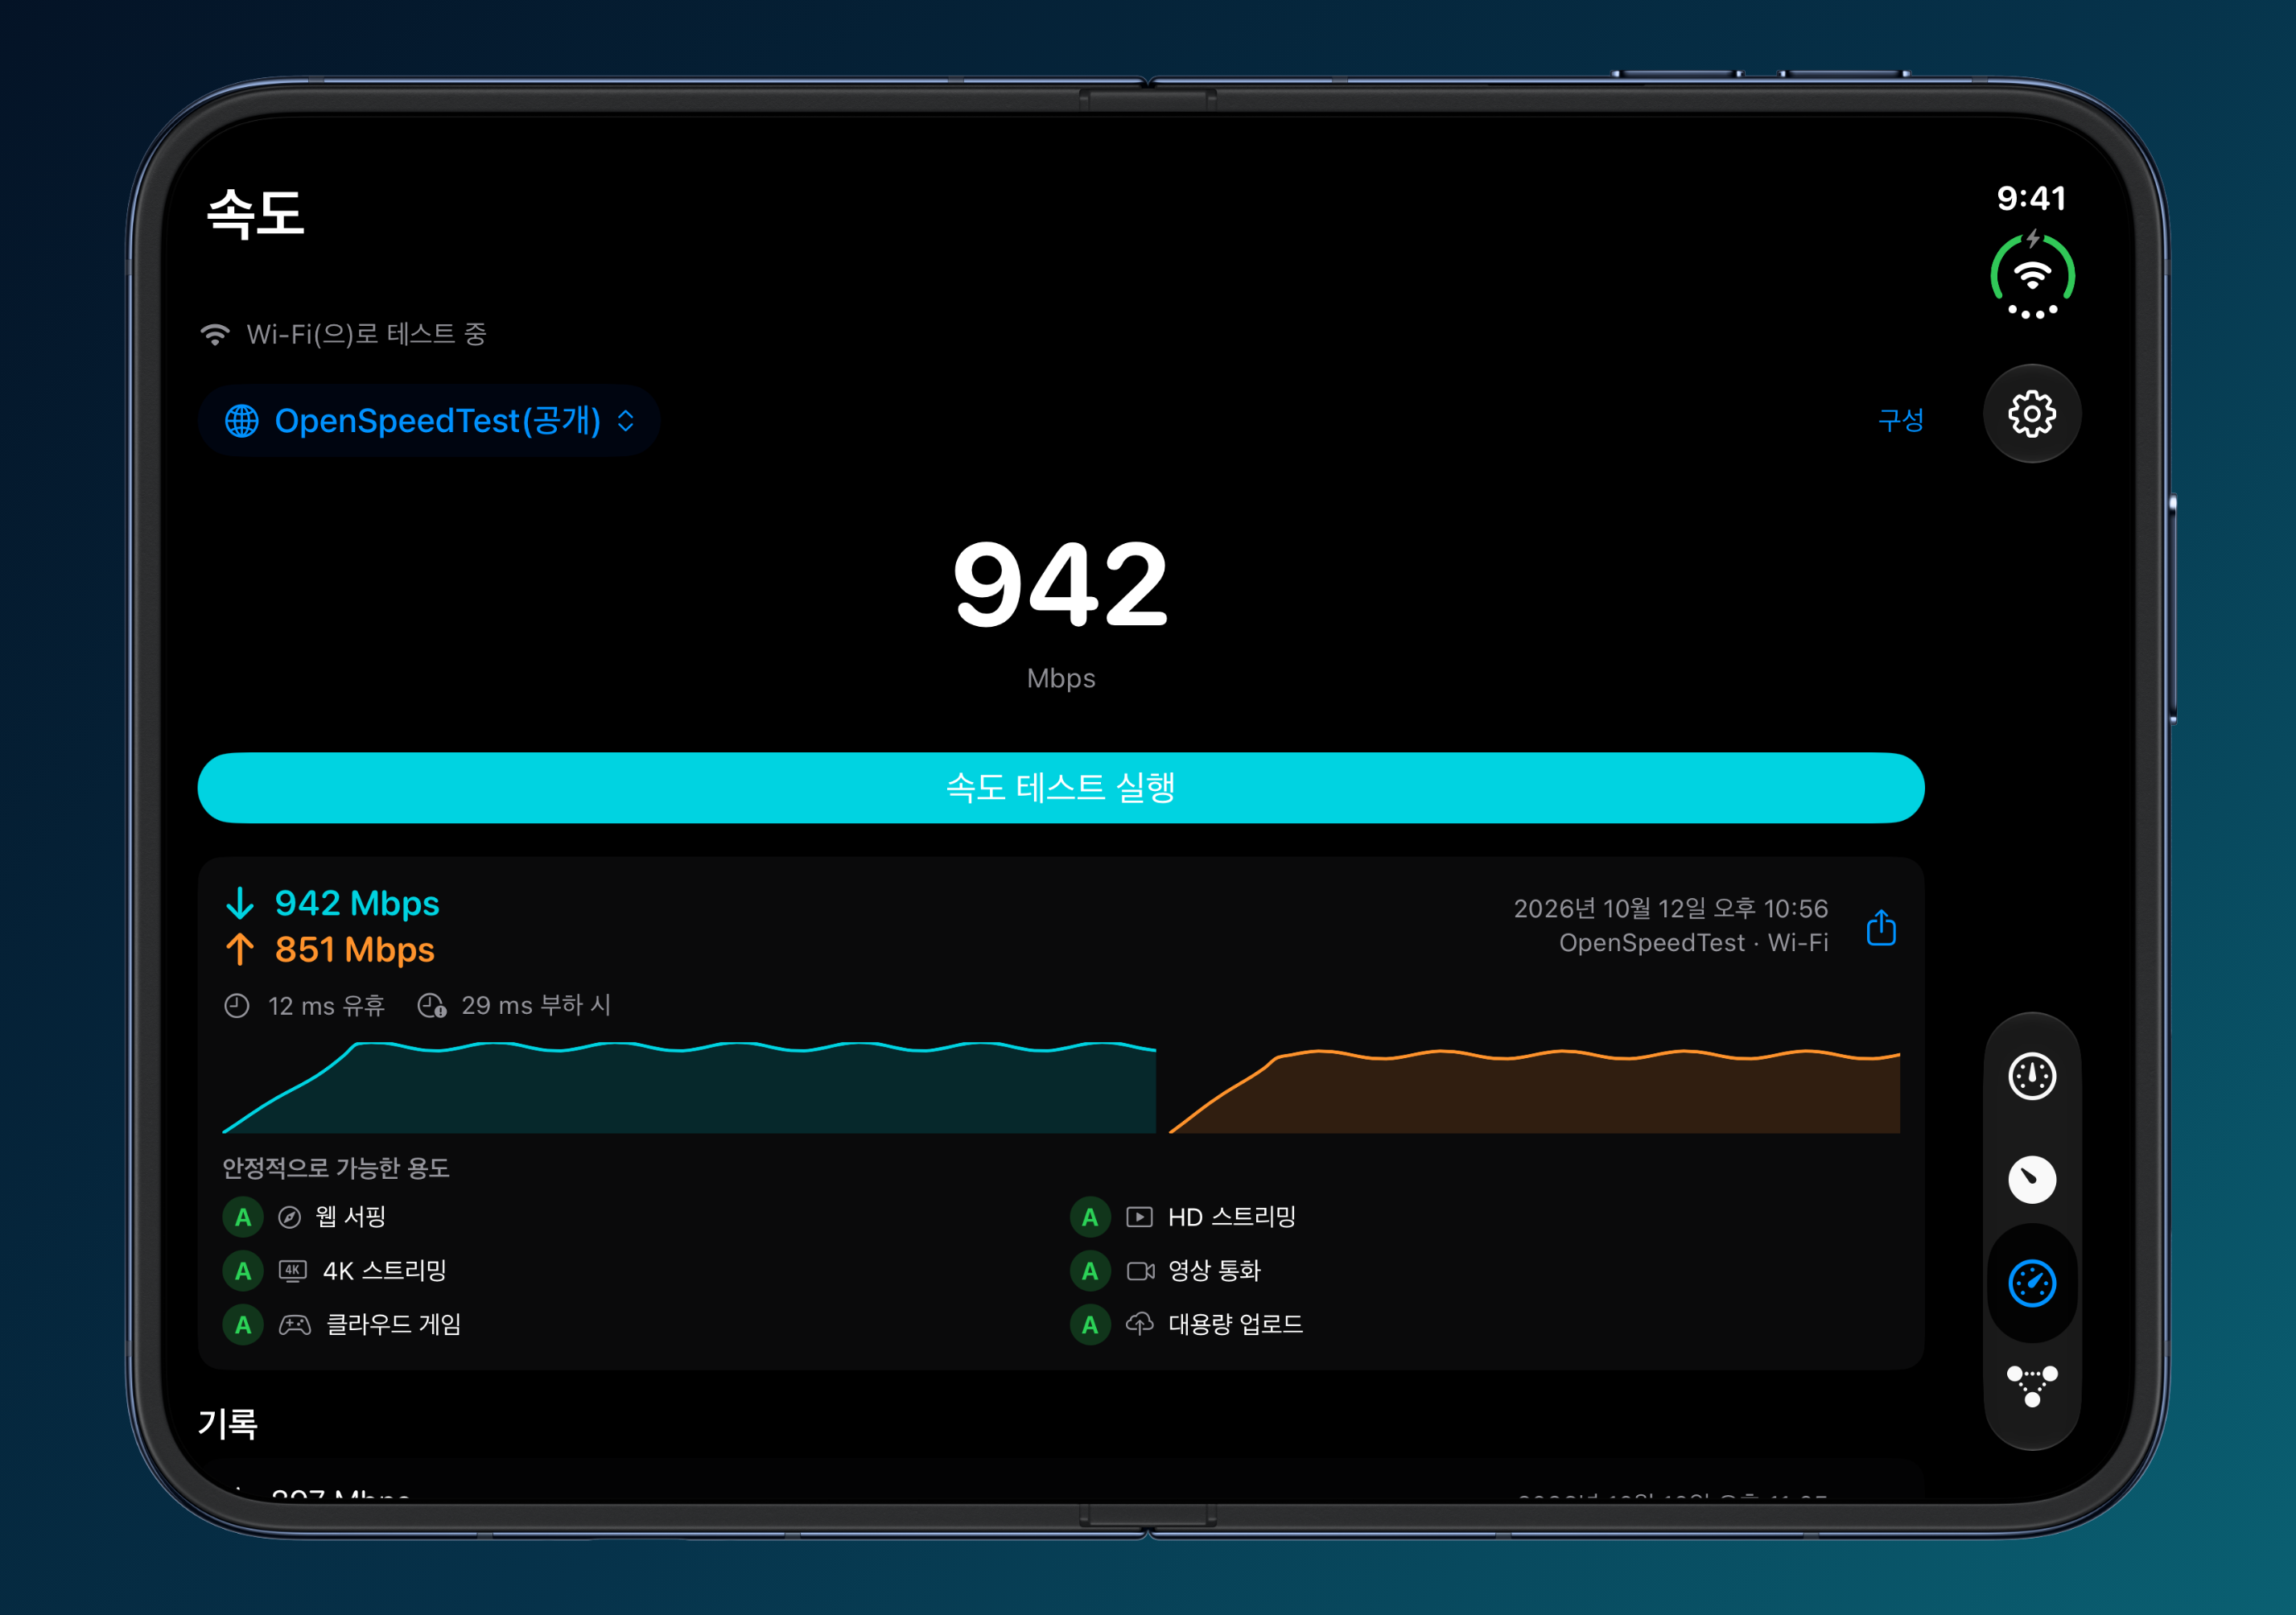 속도
9:41
Wi-Fi(으)로 테스트 중
OpenSpeedTest(공개)
구성
942
Mbps
속도 테스트 실행
942 Mbps
851 Mbps
2026년 10월 12일 오후 10:56
OpenSpeedTest · Wi-Fi
12 ms 유휴
29 ms 부하 시
안정적으로 가능한 용도
A 웹 서핑
A HD 스트리밍
A 4K 4K 스트리밍
A 영상 통화
A 클라우드 게임
A 대용량 업로드
기록
897 Mbps